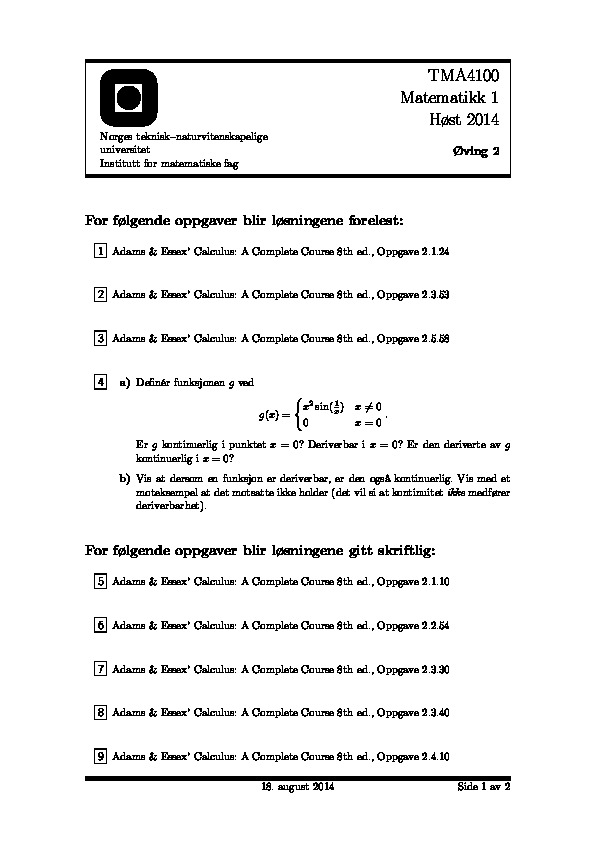 TMA4100
Matematikk 1
Høst 2014
Norges teknisk–naturvitenskapelige
universitet
Institutt for matematiske fag
Øving 2
For følgende oppgaver blir løsningene forelest:
1 Adams & Essex' Calculus: A Complete Course 8th ed., Oppgave 2.1.24
2 Adams & Essex' Calculus: A Complete Course 8th ed., Oppgave 2.3.53
3 Adams & Essex' Calculus: A Complete Course 8th ed., Oppgave 2.5.58
4 a) Definér funksjonen g ved
g(x) = { x² sin(1/x) x ≠ 0
0 x = 0 .
Er g kontinuerlig i punktet x = 0? Deriverbar i x = 0? Er den deriverte av g
kontinuerlig i x = 0?
b) Vis at dersom en funksjon er deriverbar, er den også kontinuerlig. Vis med et
moteksempel at det motsatte ikke holder (det vil si at kontinuitet ikke medfører
deriverbarhet).
For følgende oppgaver blir løsningene gitt skriftlig:
5 Adams & Essex' Calculus: A Complete Course 8th ed., Oppgave 2.1.10
6 Adams & Essex' Calculus: A Complete Course 8th ed., Oppgave 2.2.54
7 Adams & Essex' Calculus: A Complete Course 8th ed., Oppgave 2.3.30
8 Adams & Essex' Calculus: A Complete Course 8th ed., Oppgave 2.3.40
9 Adams & Essex' Calculus: A Complete Course 8th ed., Oppgave 2.4.10
18. august 2014 Side 1 av 2